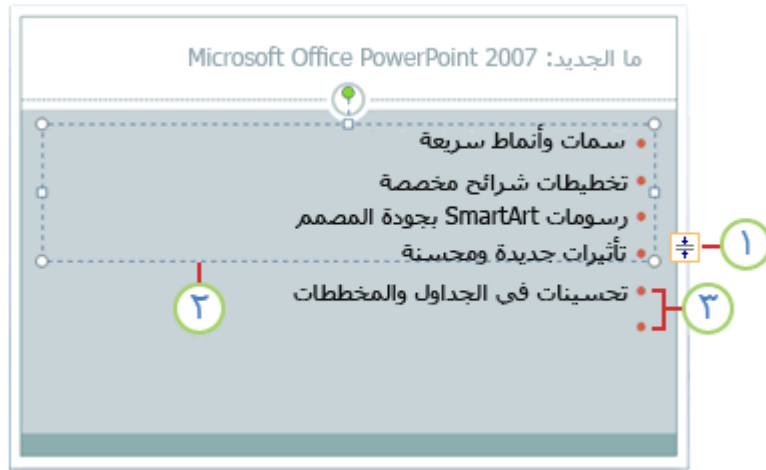 ما الجديد: Microsoft Office PowerPoint 2007
سمات وأنماط سريعة
تخطيطات شرائح مخصصة
رسومات SmartArt بجودة المصمم
تأثيرات جديدة ومحسنة
١
تحسينات في الجداول والمخططات
٣
٢